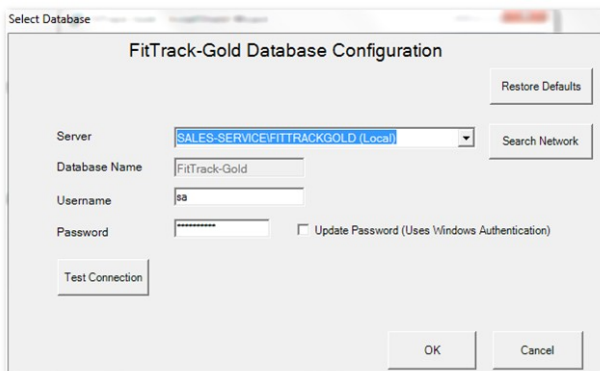 Select Database
FitTrack-Gold Database Configuration
Restore Defaults
Server SALES-SERVICE\FITTRACKGOLD (Local) Search Network
Database Name FitTrack-Gold
Username sa
Password ********** Update Password (Uses Windows Authentication)
Test Connection
OK Cancel